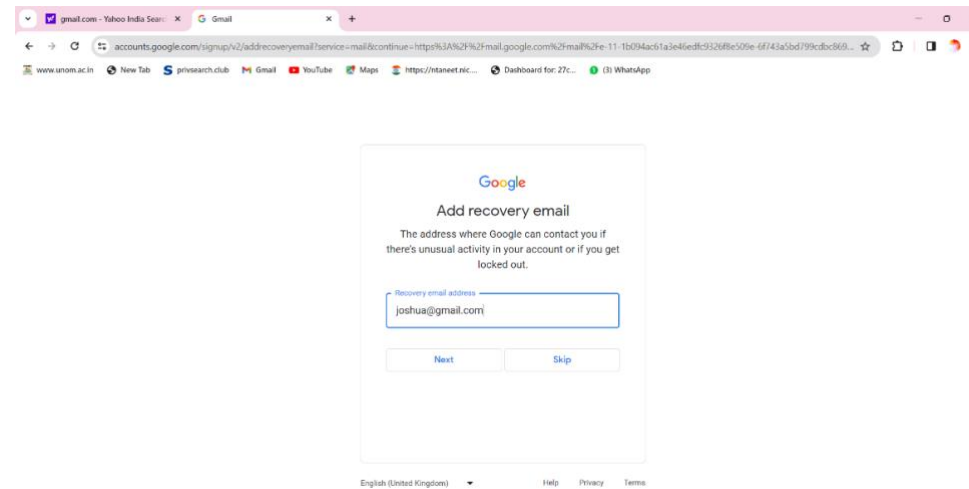 gmail.com - Yahoo India Searc
Gmail
accounts.google.com/signup/v2/addrecoveryemail?service=mail&continue=https%3A%2F%2Fmail.google.com%2Fmail%2Fe-11-
www.unom.ac.in New Tab privsearch.club Gmail YouTube Maps https://ntaneet.nic.... Dashboard for: 27c... (3) WhatsApp
Google
Add recovery email
The address where Google can contact you if
there's unusual activity in your account or if you get
locked out.
Recovery email address
joshua@gmail.com
Next Skip
English (United Kingdom) Help Privacy Terms